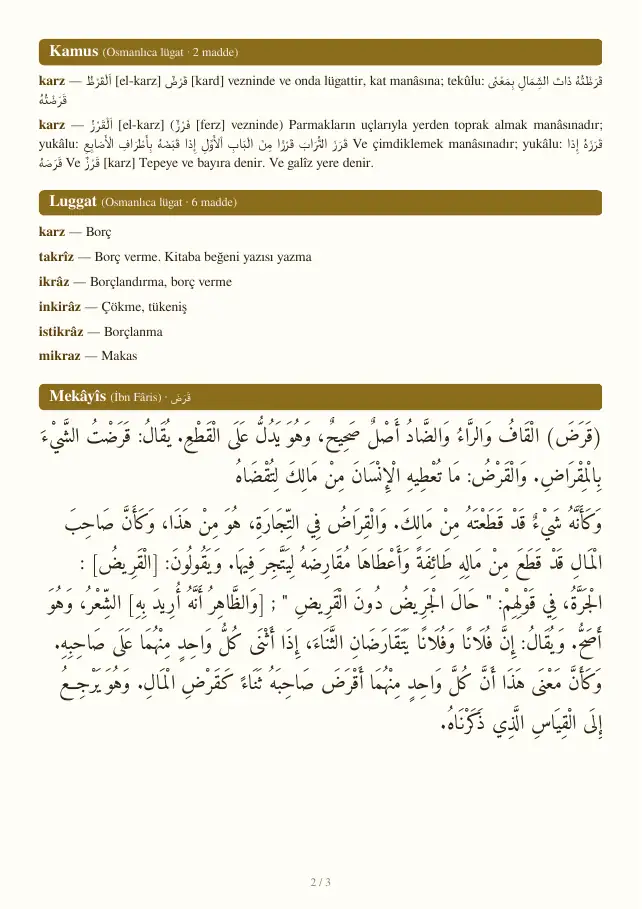 Kamus (Osmanlıca lügat · 2 madde)
karz — اَلْقَرْظُ [el-karz] قَرْضٌ [kard] vezninde ve onda lügattir, kat manâsına; tekûlu: قَرَظَتْهُ ذَاتَ الشِّمَالِ بِمَعْنَى
قَرَضَتْهُ
karz — اَلْقَرْزُ [el-karz] (فَرْزٌ [ferz] vezninde) Parmakların uçlarıyla yerden toprak almak manâsınadır;
yukâlu: قَرَزَ التُّرَابَ قَرْزًا مِنَ الْبَابِ اْلاَوَّلِ إِذَا قَبَضَهُ بِأَطْرَافِ الْأَصَابِعِ Ve çimdiklemek manâsınadır; yukâlu: قَرَزَهُ إِذَا
قَرَصَهُ Ve قَرْزٌ [karz] Tepeye ve bayıra denir. Ve galîz yere denir.
Luggat (Osmanlıca lügat · 6 madde)
karz — Borç
takrîz — Borç verme. Kitaba beğeni yazısı yazma
ikrâz — Borçlandırma, borç verme
inkirâz — Çökme, tükeniş
istikrâz — Borçlanma
mikraz — Makas
Mekâyîs (İbn Fâris) · قَرَضَ
(قَرَضَ) الْقَافُ وَالرَّاءُ وَالضَّادُ أَصْلٌ صَحِيحٌ، وَهُوَ يَدُلُّ عَلَى الْقَطْعِ. يُقَالُ: قَرَضْتُ الشَّيْءَ
بِالْمِقْرَاضِ. وَالْقَرْضُ: مَا تُعْطِيهِ الْإِنْسَانَ مِنْ مَالِكَ لِتُقْضَاهُ
وَكَأَنَّهُ شَيْءٌ قَدْ قَطَعْتَهُ مِنْ مَالِكَ. وَالْقِرَاضُ فِي التِّجَارَةِ، هُوَ مِنْ هَذَا، وَكَأَنَّ صَاحِبَ
الْمَالِ قَدْ قَطَعَ مِنْ مَالِهِ طَائِفَةً وَأَعْطَاهَا مُقَارِضَهُ لِيَتَّجِرَ فِيهَا. وَيَقُولُونَ: [الْقَرِيضُ] :
الْجَرَّةُ، فِي قَوْلِهِمْ: " حَالَ الْجَرِيضُ دُونَ الْقَرِيضِ " ; [وَالظَّاهِرُ أَنَّهُ أُرِيدَ بِهِ] الشِّعْرُ، وَهُوَ
أَصَحُّ. وَيُقَالُ: إِنَّ فُلَانًا وَفُلَانًا يَتَقَارَضَانِ الثَّنَاءَ، إِذَا أَثْنَى كُلُّ وَاحِدٍ مِنْهُمَا عَلَى صَاحِبِهِ.
وَكَأَنَّ مَعْنَى هَذَا أَنَّ كُلَّ وَاحِدٍ مِنْهُمَا أَقْرَضَ صَاحِبَهُ ثَنَاءً كَقَرْضِ الْمَالِ. وَهُوَ يَرْجِعُ
إِلَى الْقِيَاسِ الَّذِي ذَكَرْنَاهُ.
2 / 3